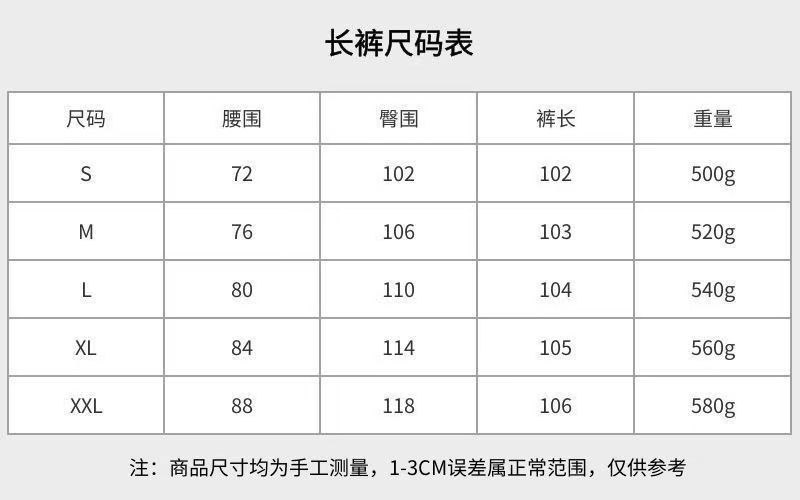 长裤尺码表
尺码 腰围 臀围 裤长 重量
S 72 102 102 500g
M 76 106 103 520g
L 80 110 104 540g
XL 84 114 105 560g
XXL 88 118 106 580g
注：商品尺寸均为手工测量，1-3CM误差属正常范围，仅供参考